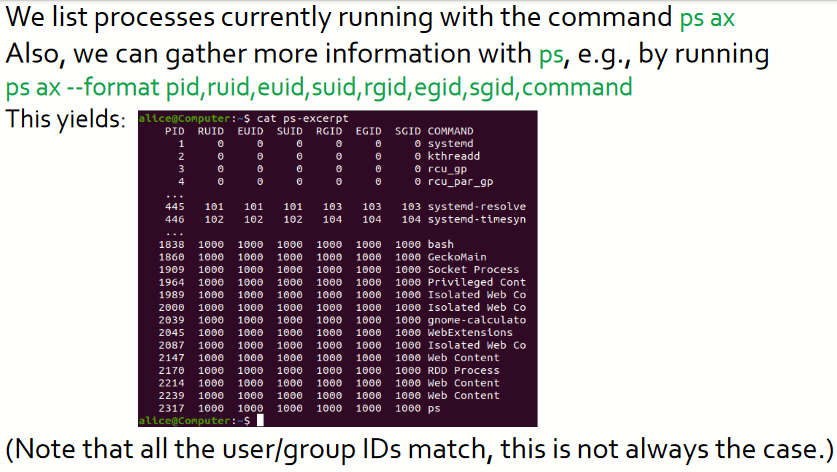 We list processes currently running with the command ps ax
Also, we can gather more information with ps, e.g., by running
ps ax --format pid,ruid,euid,suid,rgid,egid,sgid,command
This yields:
alice@Computer:~$ cat ps-excerpt
PID RUID EUID SUID RGID EGID SGID COMMAND
1 0 0 0 0 0 0 systemd
2 0 0 0 0 0 0 kthreadd
3 0 0 0 0 0 0 rcu_gp
4 0 0 0 0 0 0 rcu_par_gp
...
445 101 101 101 103 103 103 systemd-resolve
446 102 102 102 104 104 104 systemd-timesyn
...
1838 1000 1000 1000 1000 1000 1000 bash
1860 1000 1000 1000 1000 1000 1000 GeckoMain
1909 1000 1000 1000 1000 1000 1000 Socket Process
1964 1000 1000 1000 1000 1000 1000 Privileged Cont
1989 1000 1000 1000 1000 1000 1000 Isolated Web Co
2000 1000 1000 1000 1000 1000 1000 Isolated Web Co
2039 1000 1000 1000 1000 1000 1000 gnome-calculato
2045 1000 1000 1000 1000 1000 1000 WebExtensions
2087 1000 1000 1000 1000 1000 1000 Isolated Web Co
2147 1000 1000 1000 1000 1000 1000 Web Content
2170 1000 1000 1000 1000 1000 1000 RDD Process
2214 1000 1000 1000 1000 1000 1000 Web Content
2239 1000 1000 1000 1000 1000 1000 Web Content
2317 1000 1000 1000 1000 1000 1000 ps
alice@Computer:~$
(Note that all the user/group IDs match, this is not always the case.)